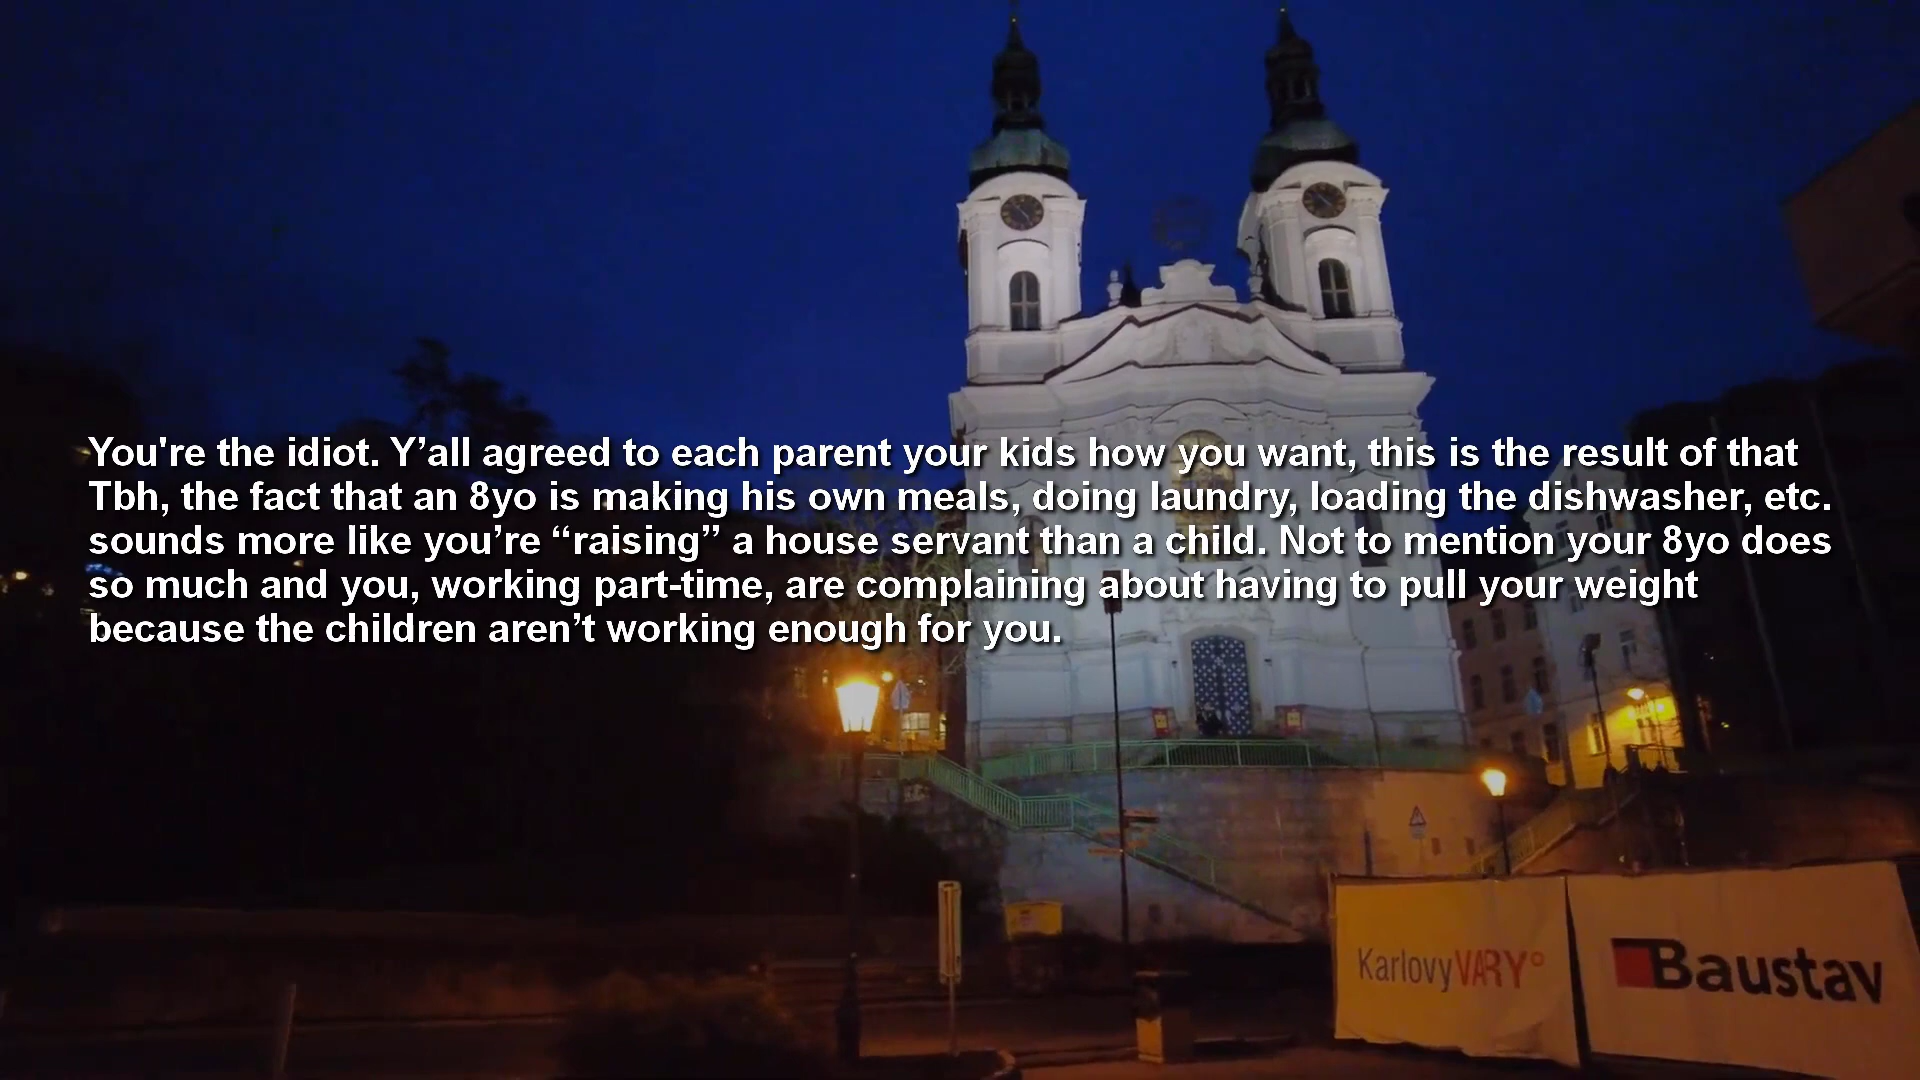 You're the idiot. Y’all agreed to each parent your kids how you want, this is the result of that
Tbh, the fact that an 8yo is making his own meals, doing laundry, loading the dishwasher, etc.
sounds more like you’re “raising” a house servant than a child. Not to mention your 8yo does
so much and you, working part-time, are complaining about having to pull your weight
because the children aren’t working enough for you.
KarlovyVARY°
Baustav